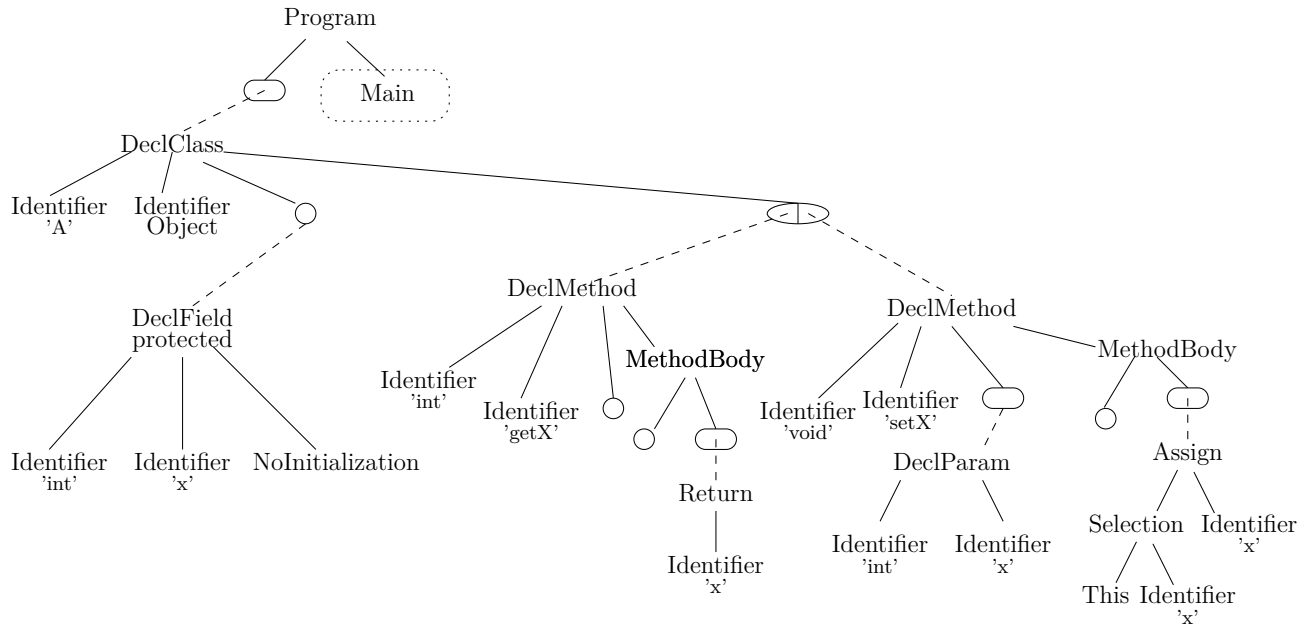 Program
Main
DeclClass
Identifier
'A'
Identifier
Object
DeclField
protected
Identifier
'int'
Identifier
'x'
NoInitialization
DeclMethod
Identifier
'int'
Identifier
'getX'
MethodBody
Return
Identifier
'x'
DeclMethod
Identifier
'void'
Identifier
'setX'
DeclParam
Identifier
'int'
Identifier
'x'
MethodBody
Assign
Selection
This
Identifier
'x'
Identifier
'x'